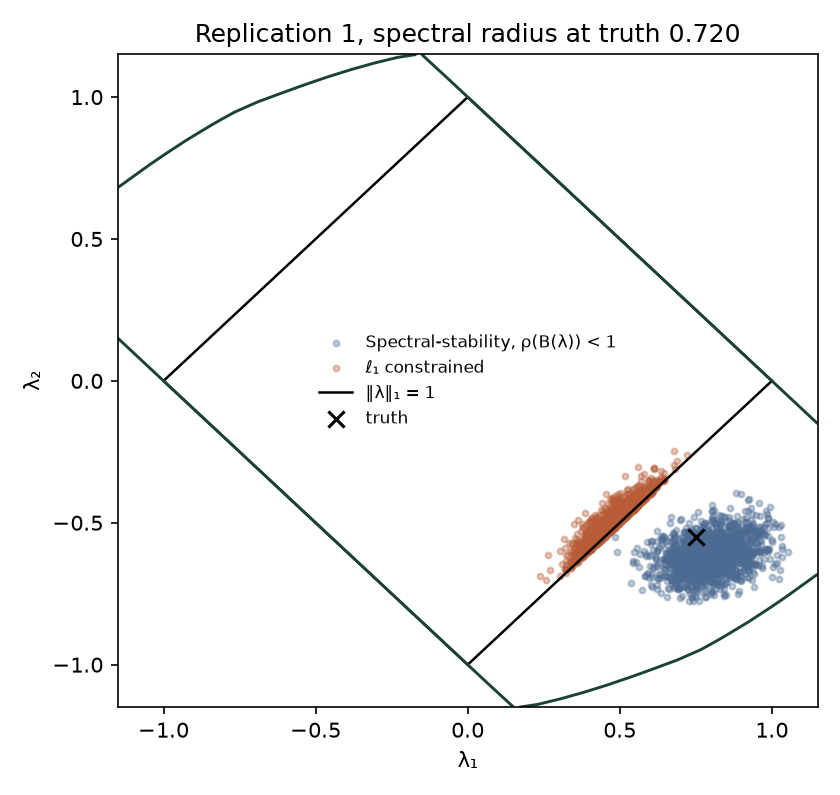 Replication 1, spectral radius at truth 0.720
1.0
0.5
0.0
−0.5
−1.0
λ₂
Spectral-stability, ρ(B(λ)) < 1
ℓ₁ constrained
‖λ‖₁ = 1
truth
−1.0 −0.5 0.0 0.5 1.0
λ₁